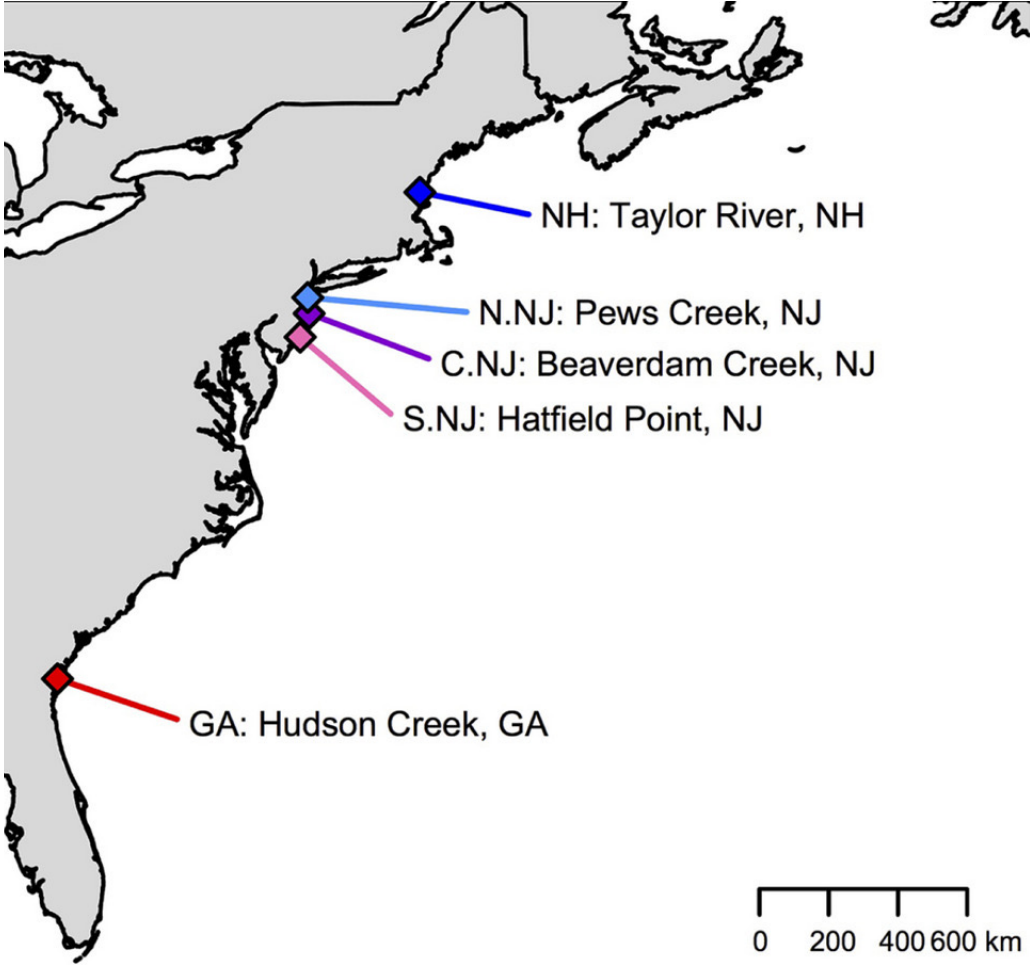 NH: Taylor River, NH
N.NJ: Pews Creek, NJ
C.NJ: Beaverdam Creek, NJ
S.NJ: Hatfield Point, NJ
GA: Hudson Creek, GA
0 200 400 600 km